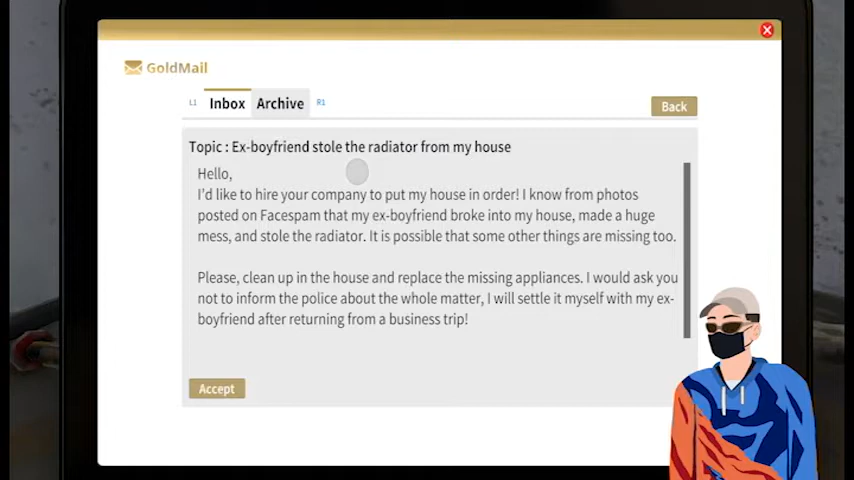 GoldMail
L1 Inbox Archive R1
Back
Topic : Ex-boyfriend stole the radiator from my house
Hello,
I'd like to hire your company to put my house in order! I know from photos
posted on Facespam that my ex-boyfriend broke into my house, made a huge
mess, and stole the radiator. It is possible that some other things are missing too.
Please, clean up in the house and replace the missing appliances. I would ask you
not to inform the police about the whole matter, I will settle it myself with my ex-
boyfriend after returning from a business trip!
Accept